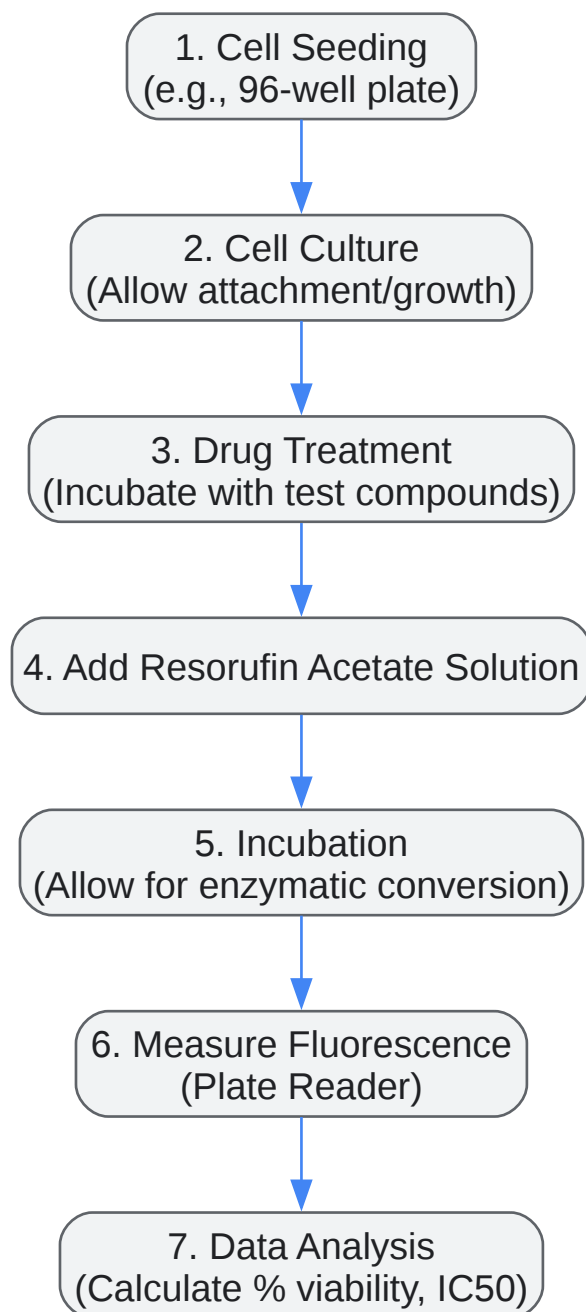 1. Cell Seeding
(e.g., 96-well plate)
2. Cell Culture
(Allow attachment/growth)
3. Drug Treatment
(Incubate with test compounds)
4. Add Resorufin Acetate Solution
5. Incubation
(Allow for enzymatic conversion)
6. Measure Fluorescence
(Plate Reader)
7. Data Analysis
(Calculate % viability, IC50)